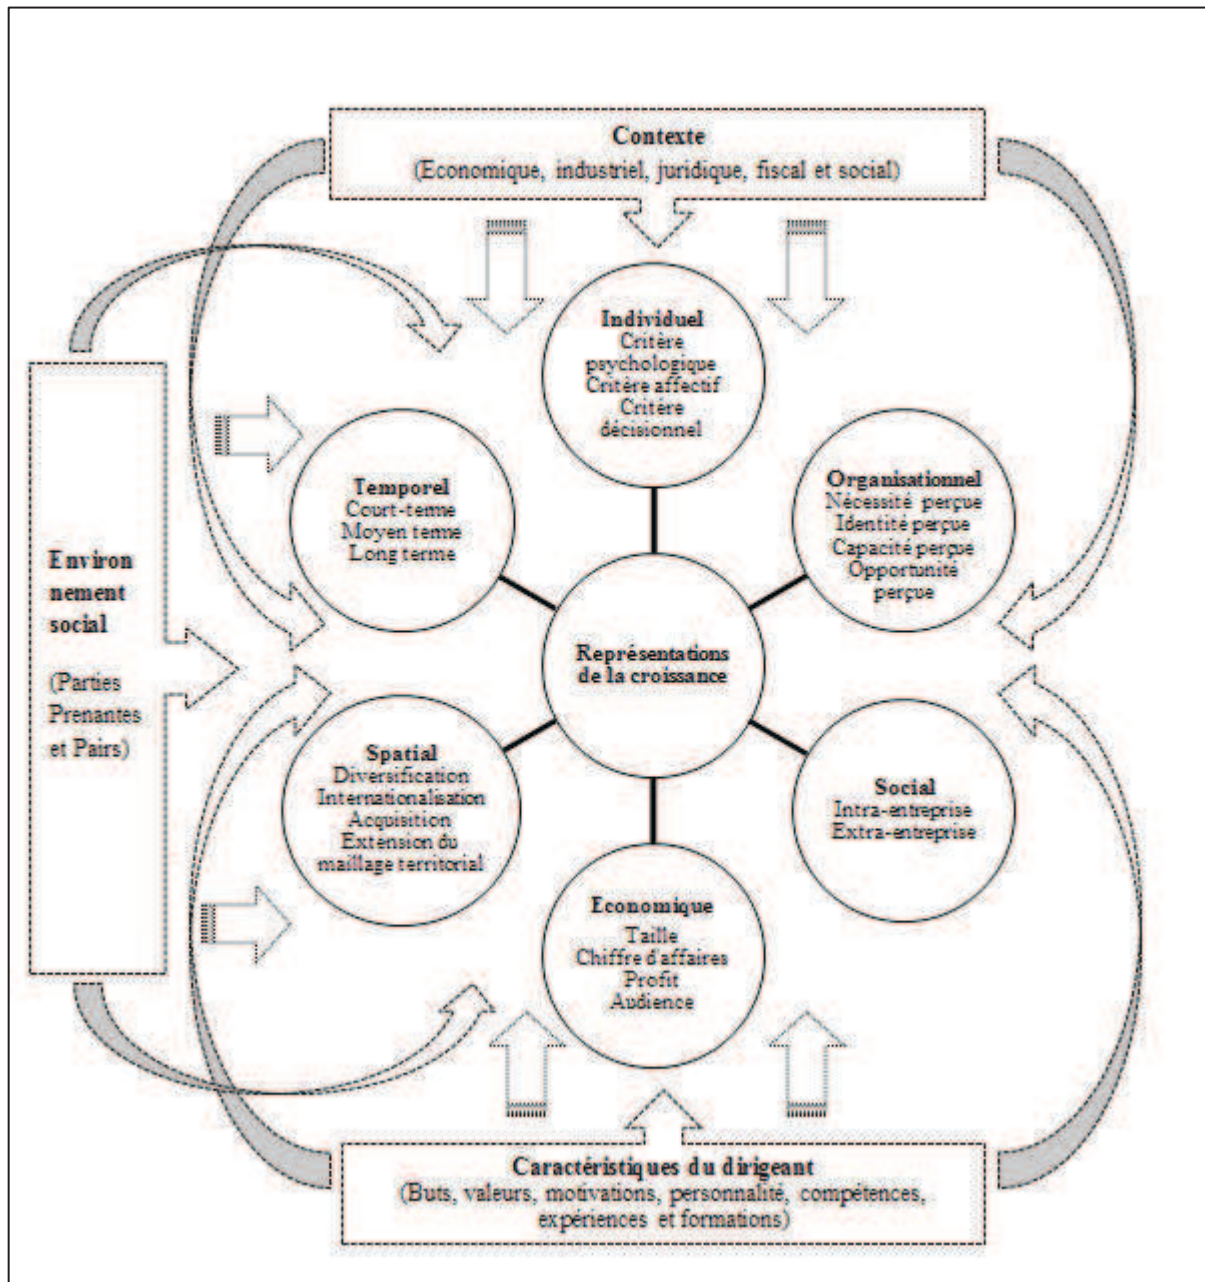 Contexte
(Economique, industriel, juridique, fiscal et social)
Individuel
Critère
psychologique
Critère affectif
Critère
décisionnel
Temporel
Court-terme
Moyen terme
Long terme
Organisationnel
Nécessité perçue
Identité perçue
Capacité perçue
Opportunité
perçue
Environ
nement
social
(Parties
Prenantes
et Pairs)
Représentations
de la croissance
Spatial
Diversification
Internationalisation
Acquisition
Extension du
maillage territorial
Social
Intra-entreprise
Extra-entreprise
Economique
Taille
Chiffre d'affaires
Profit
Audience
Caractéristiques du dirigeant
(Buts, valeurs, motivations, personnalité, compétences,
expériences et formations)